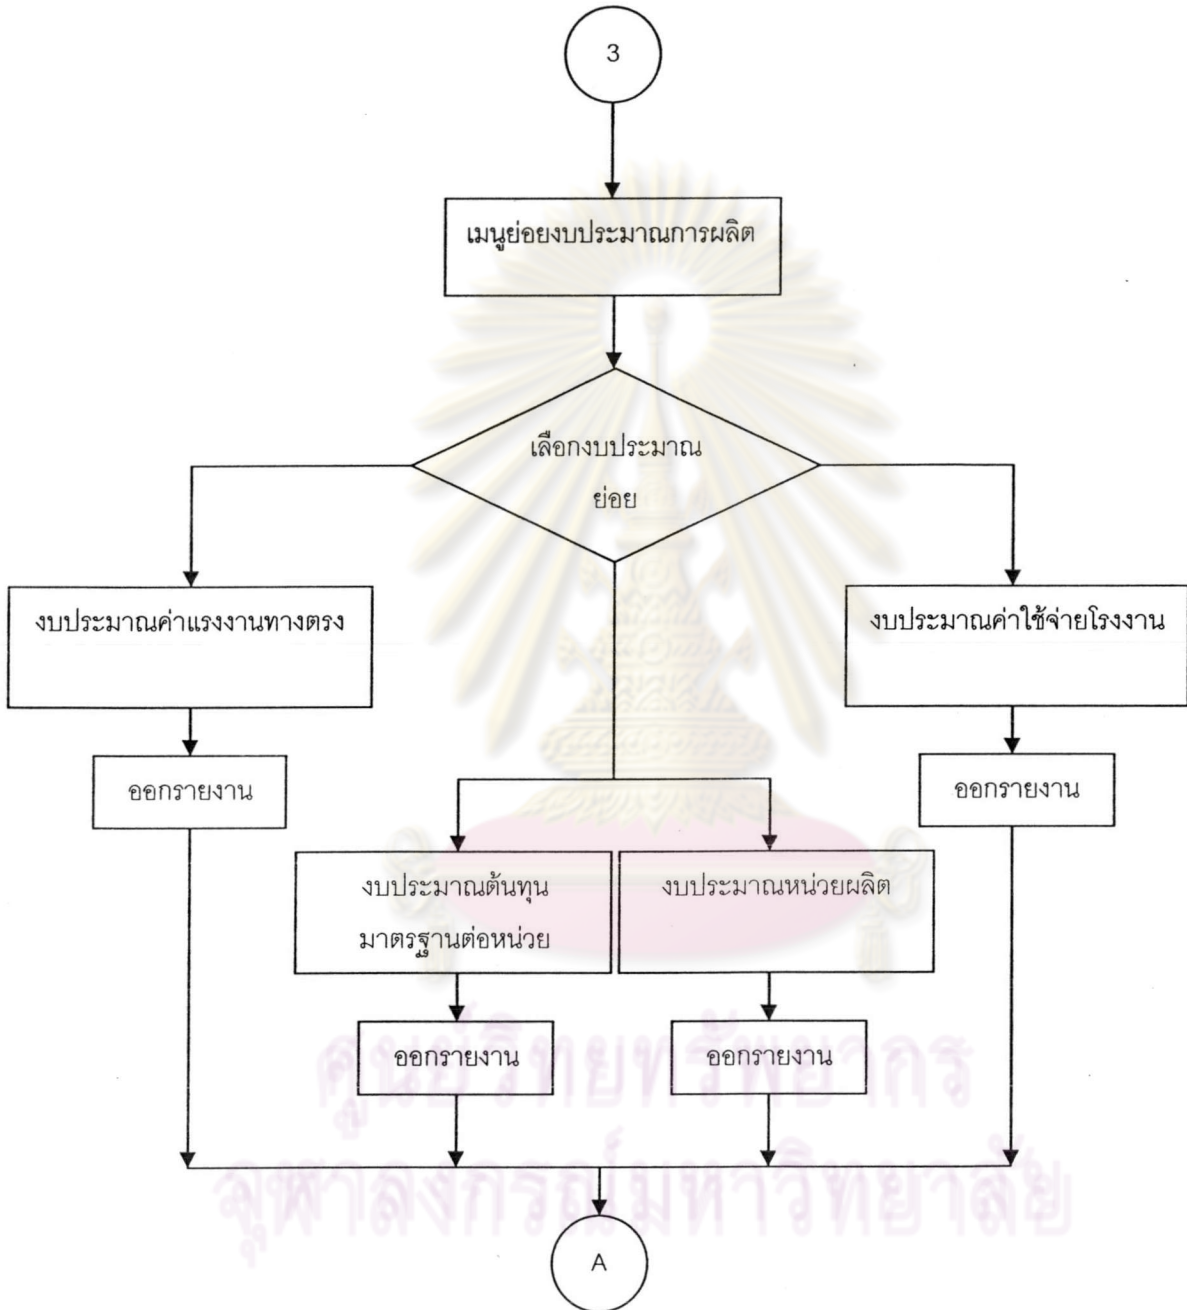 3
เมนูย่อยงบประมาณการผลิต
เลือกงบประมาณ
ย่อย
งบประมาณค่าแรงงานทางตรง
งบประมาณค่าใช้จ่ายโรงงาน
ออกรายงาน
ออกรายงาน
งบประมาณต้นทุน
มาตรฐานต่อหน่วย
งบประมาณหน่วยผลิต
ออกรายงาน
ออกรายงาน
ศูนย์วิทยทรัพยากร
จุฬาลงกรณ์มหาวิทยาลัย
A